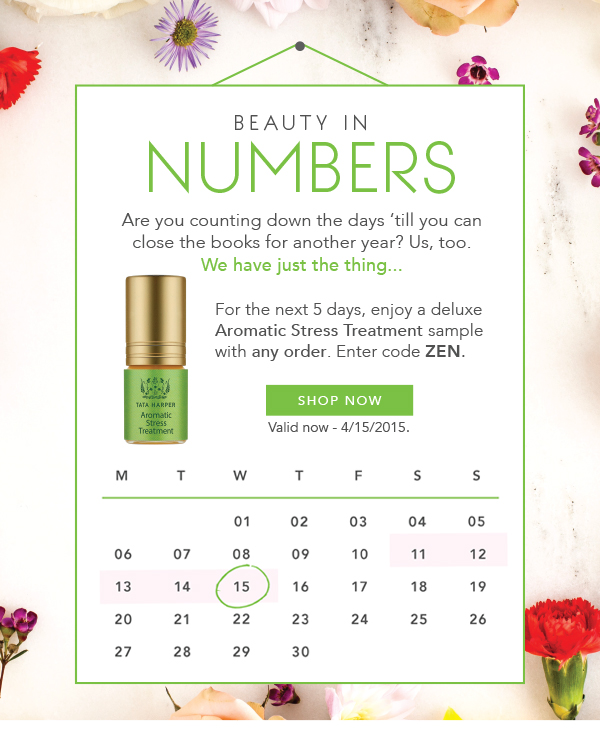 BEAUTY IN
NUMBERS
Are you counting down the days ‘till you can
close the books for another year? Us, too.
We have just the thing...
For the next 5 days, enjoy a deluxe
Aromatic Stress Treatment sample
with any order. Enter code ZEN.
TATA HARPER
Aromatic
Stress
Treatment
SHOP NOW
Valid now - 4/15/2015.
M T W T F S S
01 02 03 04 05
06 07 08 09 10 11 12
13 14 15 16 17 18 19
20 21 22 23 24 25 26
27 28 29 30